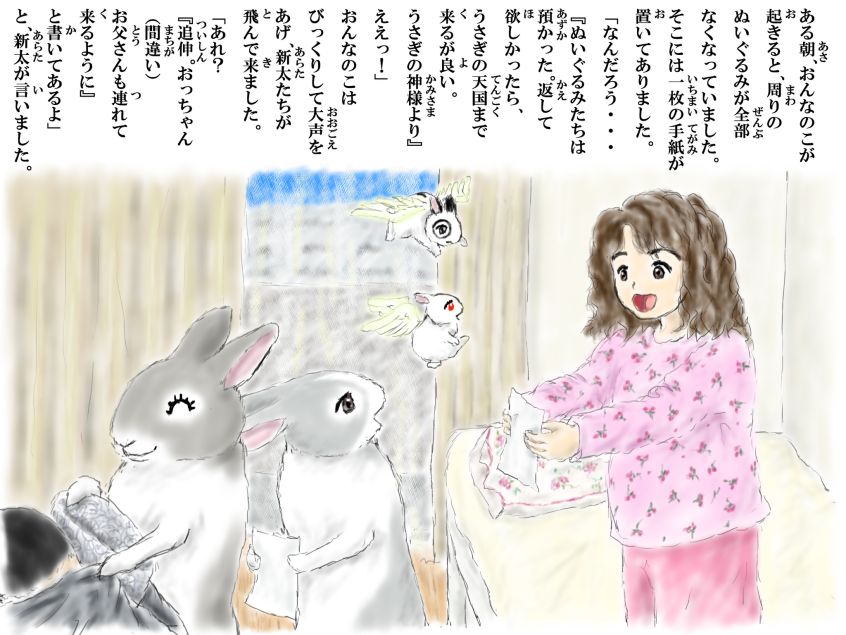 ある朝、おんなのこが
起きると、周りの
ぬいぐるみが全部
なくなっていました。
そこには一枚の手紙が
置いてありました。
「なんだろう・・・
『ぬいぐるみたちは
預かった。返して
欲しかったら、
うさぎの天国まで
来るが良い。
うさぎの神様より』
ええっ!」
おんなのこは
びっくりして大声を
あげ、新太たちが
飛んで来ました。
「あれ?
『追伸。おっちゃん
(間違い)
お父さんも連れて
来るように』
と書いてあるよ」
と、新太が言いました。